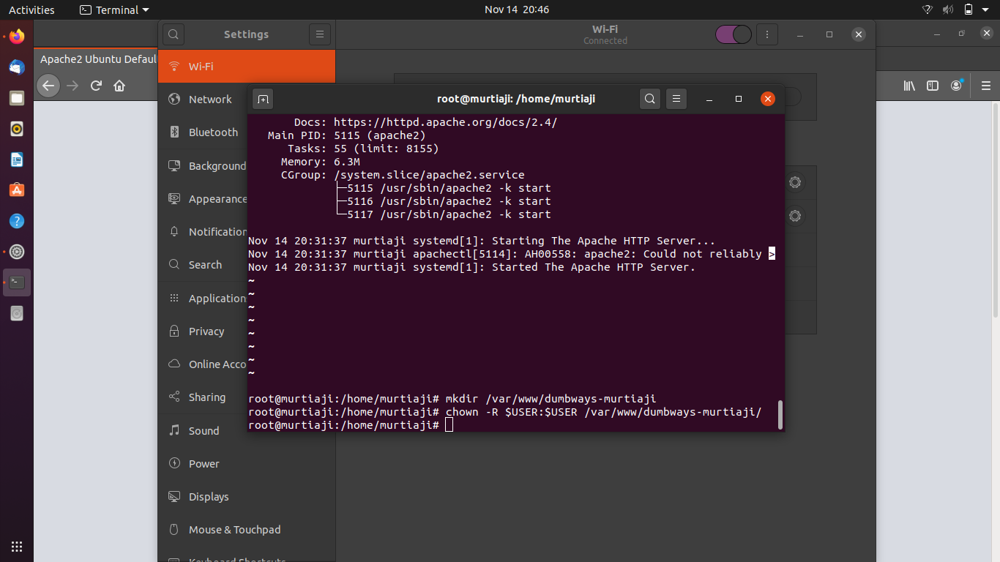 Activities
Terminal
Nov 14 20:46
Settings
Wi-Fi
Connected
Apache2 Ubuntu Defaul
Wi-Fi
Network
Bluetooth
Background
Appearance
Notification
Search
Application
Privacy
Online Acco
Sharing
Sound
Power
Displays
Mouse & Touchpad
Keyboard Shortcuts
root@murtiaji: /home/murtiaji
Docs: https://httpd.apache.org/docs/2.4/
Main PID: 5115 (apache2)
Tasks: 55 (limit: 8155)
Memory: 6.3M
CGroup: /system.slice/apache2.service
├─5115 /usr/sbin/apache2 -k start
├─5116 /usr/sbin/apache2 -k start
└─5117 /usr/sbin/apache2 -k start
Nov 14 20:31:37 murtiaji systemd[1]: Starting The Apache HTTP Server...
Nov 14 20:31:37 murtiaji apachectl[5114]: AH00558: apache2: Could not reliably >
Nov 14 20:31:37 murtiaji systemd[1]: Started The Apache HTTP Server.
~
~
~
~
~
~
~
~
root@murtiaji:/home/murtiaji# mkdir /var/www/dumbways-murtiaji
root@murtiaji:/home/murtiaji# chown -R $USER:$USER /var/www/dumbways-murtiaji/
root@murtiaji:/home/murtiaji#